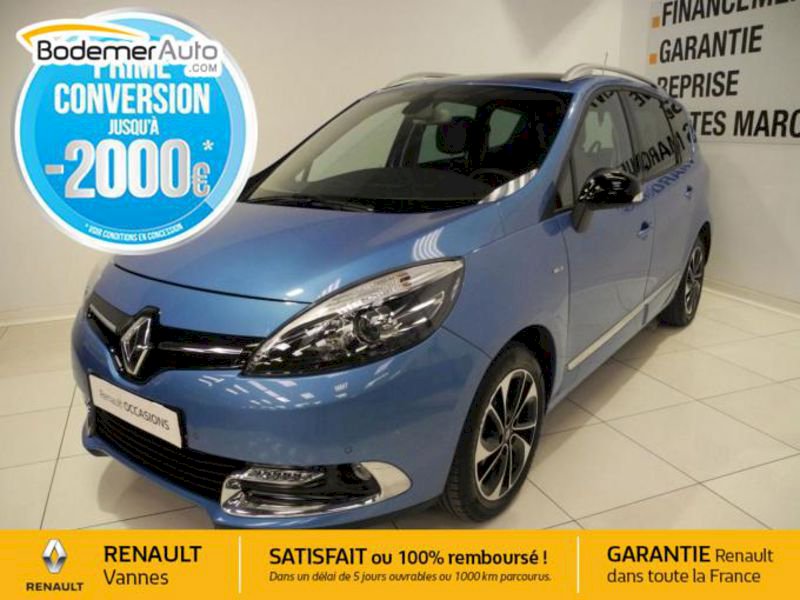 BodemerAuto
.COM
PRIME
CONVERSION
JUSQU'À
-2000€*
* VOIR CONDITIONS EN CONCESSION
FINANCEMEN
GARANTIE
REPRISE
TES MARQ
Renault OCCASIONS
RENAULT
RENAULT
Vannes
SATISFAIT ou 100% remboursé !
Dans un délai de 5 jours ouvrables ou 1000 km parcourus.
GARANTIE Renault
dans toute la France